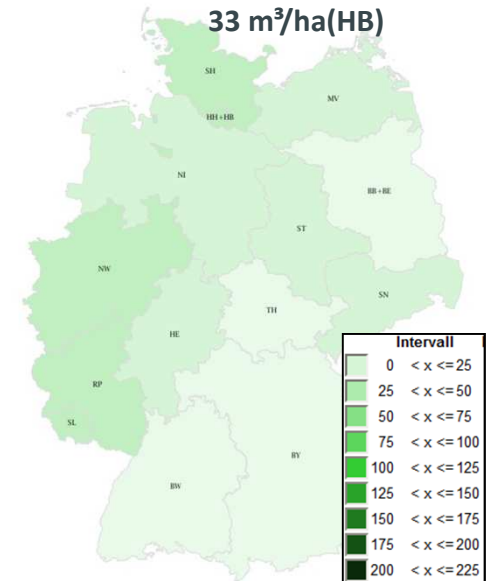 33 m³/ha(HB)
SH
MV
HH+HB
NI
BB+BE
ST
NW
SN
TH
HE
RP
SL
BY
BW
Intervall
0 < x <= 25
25 < x <= 50
50 < x <= 75
75 < x <= 100
100 < x <= 125
125 < x <= 150
150 < x <= 175
175 < x <= 200
200 < x <= 225